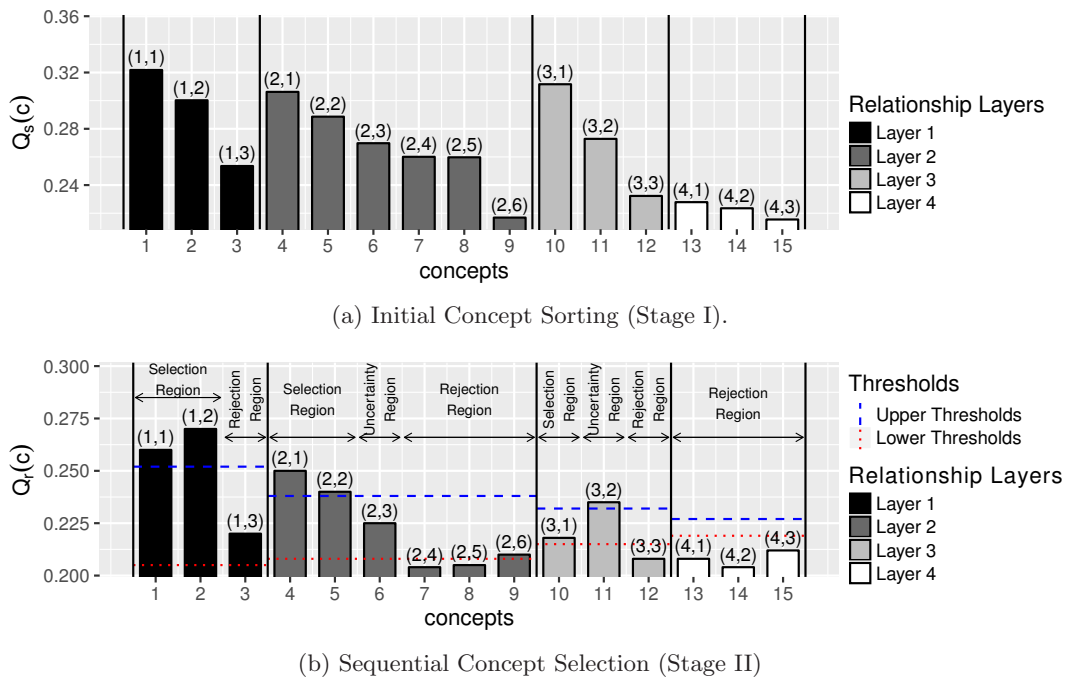 0.36
0.32
0.28
0.24
Qs(c)
(1,1)
(1,2)
(1,3)
(2,1)
(2,2)
(2,3)
(2,4)
(2,5)
(2,6)
(3,1)
(3,2)
(3,3)
(4,1)
(4,2)
(4,3)
1 2 3 4 5 6 7 8 9 10 11 12 13 14 15
concepts
Relationship Layers
Layer 1
Layer 2
Layer 3
Layer 4
(a) Initial Concept Sorting (Stage I).
0.300
0.275
0.250
0.225
0.200
Qr(c)
Selection
Region
Rejection
Region
Selection
Region
Uncertainty
Region
Rejection
Region
Selection
Region
Uncertainty
Region
Rejection
Region
Rejection
Region
(1,1)
(1,2)
(1,3)
(2,1)
(2,2)
(2,3)
(2,4)
(2,5)
(2,6)
(3,1)
(3,2)
(3,3)
(4,1)
(4,2)
(4,3)
1 2 3 4 5 6 7 8 9 10 11 12 13 14 15
concepts
Thresholds
Upper Thresholds
Lower Thresholds
Relationship Layers
Layer 1
Layer 2
Layer 3
Layer 4
(b) Sequential Concept Selection (Stage II)